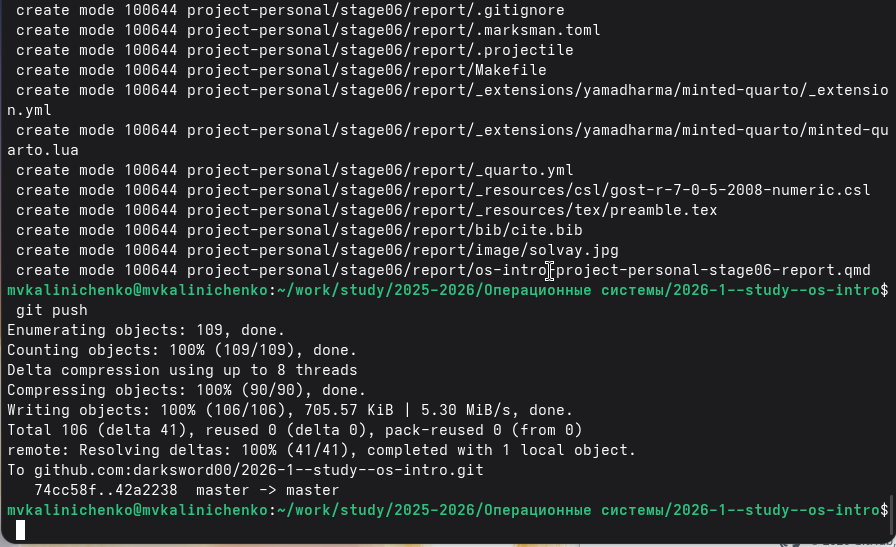 create mode 100644 project-personal/stage06/report/.gitignore
create mode 100644 project-personal/stage06/report/.marksman.toml
create mode 100644 project-personal/stage06/report/.projectile
create mode 100644 project-personal/stage06/report/Makefile
create mode 100644 project-personal/stage06/report/_extensions/yamadharma/minted-quarto/_extensio
n.yml
create mode 100644 project-personal/stage06/report/_extensions/yamadharma/minted-quarto/minted-qu
arto.lua
create mode 100644 project-personal/stage06/report/_quarto.yml
create mode 100644 project-personal/stage06/report/_resources/csl/gost-r-7-0-5-2008-numeric.csl
create mode 100644 project-personal/stage06/report/_resources/tex/preamble.tex
create mode 100644 project-personal/stage06/report/bib/cite.bib
create mode 100644 project-personal/stage06/report/image/solvay.jpg
create mode 100644 project-personal/stage06/report/os-intro-project-personal-stage06-report.qmd
mvkalinichenko@mvkalinichenko:~/work/study/2025-2026/Операционные системы/2026-1--study--os-intro$
git push
Enumerating objects: 109, done.
Counting objects: 100% (109/109), done.
Delta compression using up to 8 threads
Compressing objects: 100% (90/90), done.
Writing objects: 100% (106/106), 705.57 KiB | 5.30 MiB/s, done.
Total 106 (delta 41), reused 0 (delta 0), pack-reused 0 (from 0)
remote: Resolving deltas: 100% (41/41), completed with 1 local object.
To github.com:darksword00/2026-1--study--os-intro.git
74cc58f..42a2238  master -> master
mvkalinichenko@mvkalinichenko:~/work/study/2025-2026/Операционные системы/2026-1--study--os-intro$